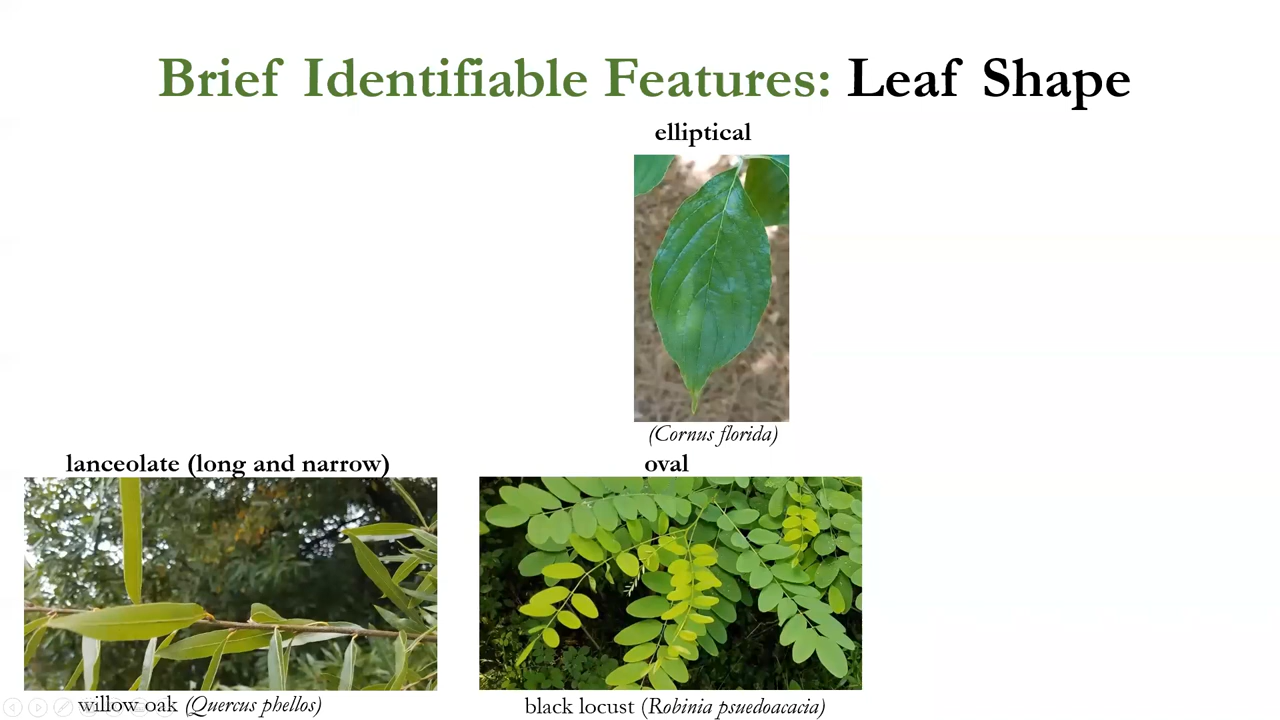 Brief Identifiable Features: Leaf Shape
elliptical
(Cornus florida)
lanceolate (long and narrow)
oval
willow oak (Quercus phellos)
black locust (Robinia psuedoacacia)